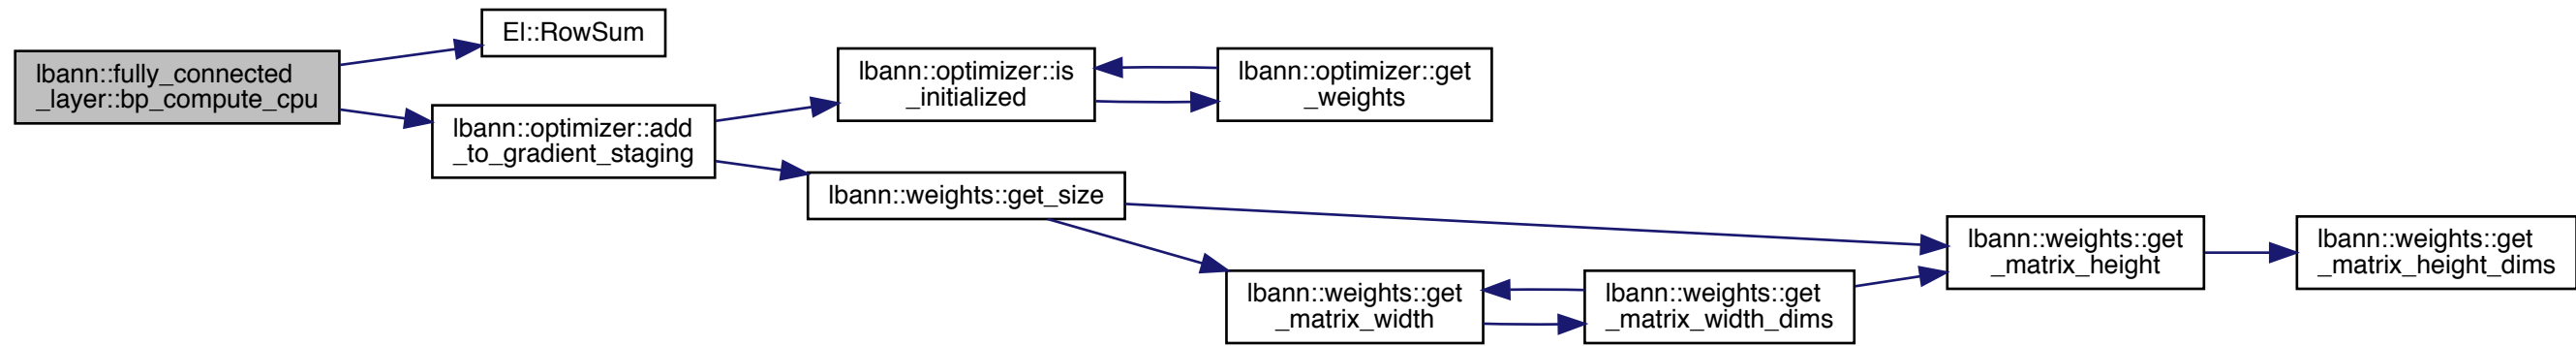 lbann::fully_connected
_layer::bp_compute_cpu
El::RowSum
lbann::optimizer::add
_to_gradient_staging
lbann::optimizer::is
_initialized
lbann::optimizer::get
_weights
lbann::weights::get_size
lbann::weights::get
_matrix_width
lbann::weights::get
_matrix_width_dims
lbann::weights::get
_matrix_height
lbann::weights::get
_matrix_height_dims